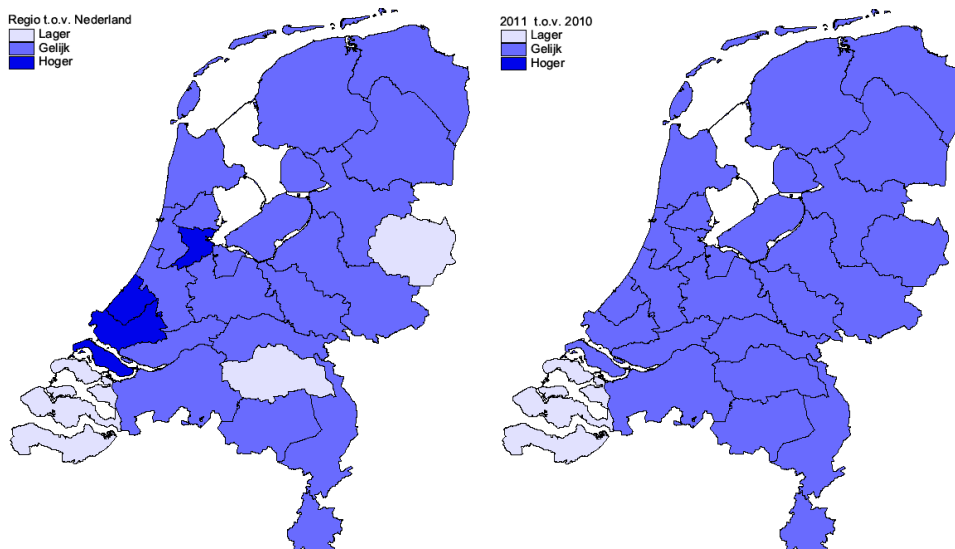 Regio t.o.v. Nederland
Lager
Gelijk
Hoger
2011 t.o.v. 2010
Lager
Gelijk
Hoger